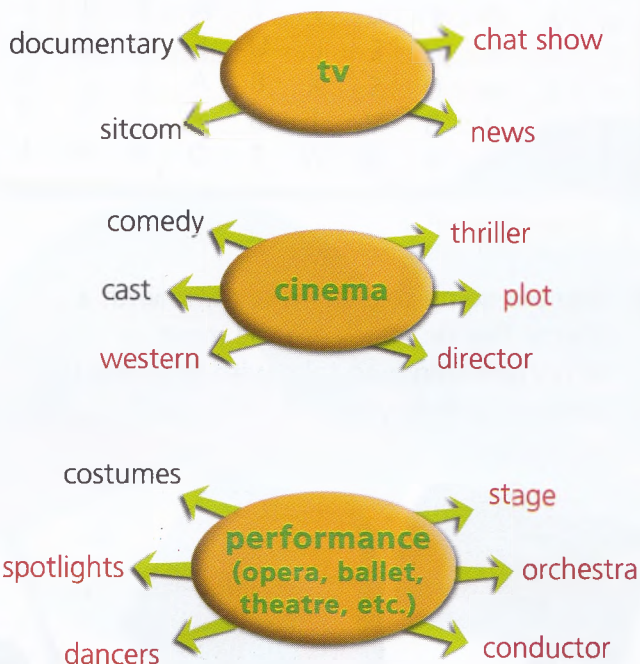 documentary
chat show
tv
sitcom
news
comedy
thriller
cast
cinema
plot
western
director
costumes
stage
performance
spotlights
(opera, ballet,
orchestra
theatre, etc.)
dancers
conductor